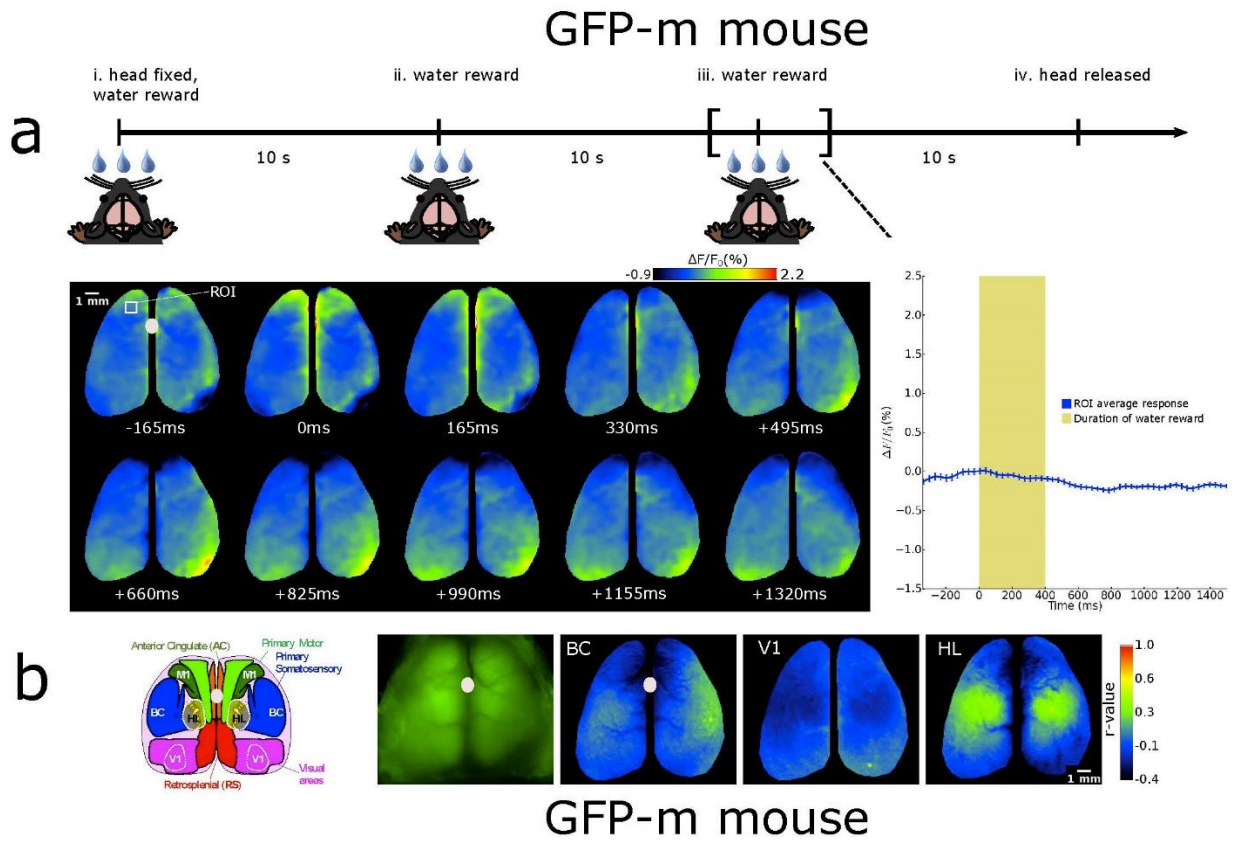 GFP-m mouse
i. head fixed,
water reward
ii. water reward
iii. water reward
iv. head released
a
10 s
10 s
10 s
ΔF/F₀(%)
-0.9
2.2
1 mm
ROI
-165ms
0ms
165ms
330ms
+495ms
+660ms
+825ms
+990ms
+1155ms
+1320ms
2.5
2.0
1.5
1.0
0.5
0.0
−0.5
−1.0
−1.5
ΔF/F₀(%)
ROI average response
Duration of water reward
−200 0 200 400 600 800 1000 1200 1400
Time (ms)
b
Anterior Cingulate (AC)
Primary Motor
Primary
Somatosensory
M1
M1
BC
HL
HL
BC
V1
V1
Visual
areas
Retrosplenial (RS)
BC
V1
HL
1 mm
1.0
0.6
0.3
-0.1
-0.4
r-value
GFP-m mouse